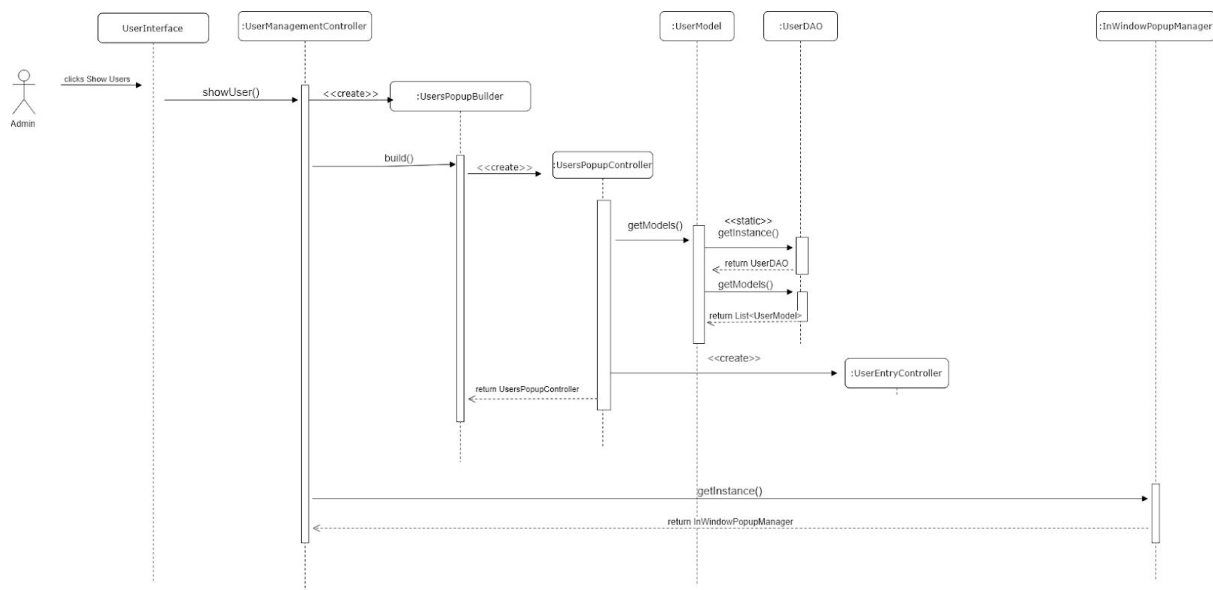 UserInterface
:UserManagementController
:UserModel
:UserDAO
:InWindowPopupManager
clicks Show Users
Admin
showUser()
<<create>>
:UsersPopupBuilder
build()
<<create>>
:UsersPopupController
getModels()
<<static>>
getInstance()
return UserDAO
getModels()
return List<UserModel>
<<create>>
:UserEntryController
return UsersPopupController
getInstance()
return InWindowPopupManager